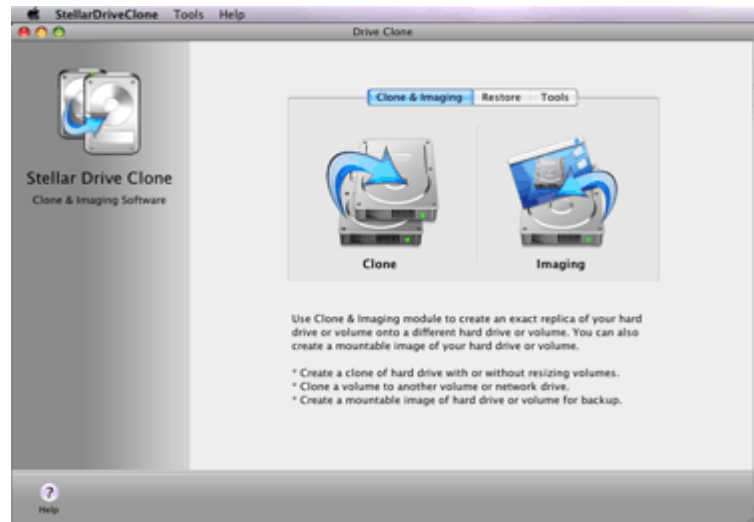 StellarDriveClone Tools Help
Drive Clone
Clone & Imaging Restore Tools
Stellar Drive Clone
Clone & Imaging Software
Clone Imaging
Use Clone & Imaging module to create an exact replica of your hard
drive or volume onto a different hard drive or volume. You can also
create a mountable image of your hard drive or volume.
* Create a clone of hard drive with or without resizing volumes.
* Clone a volume to another volume or network drive.
* Create a mountable image of hard drive or volume for backup.
?
Help